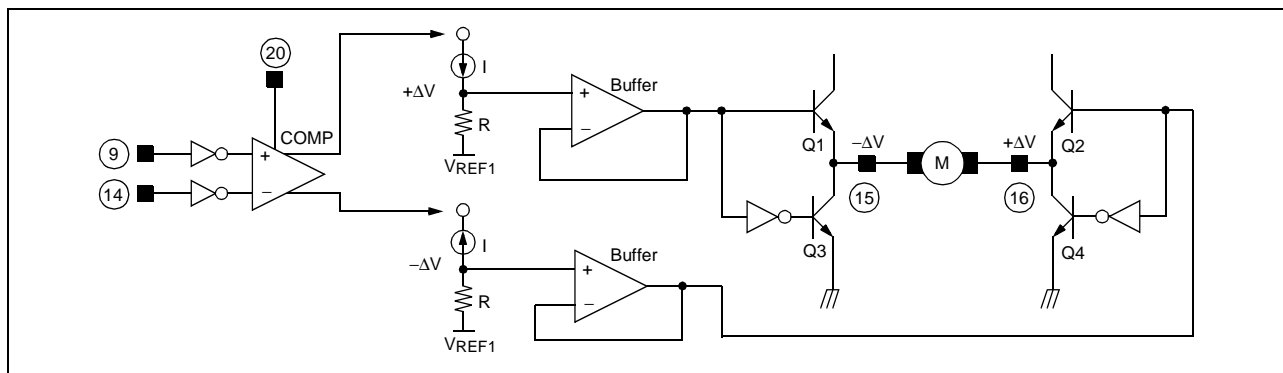 20
I
+ΔV
Buffer
+
−
R
VREF1
COMP
9
14
+
−
Q1
−ΔV
M
+ΔV
Q2
15
16
Q3
Q4
I
−ΔV
Buffer
+
−
R
VREF1